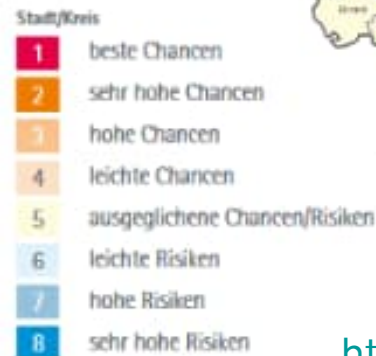 Stadt/Kreis
1 beste Chancen
2 sehr hohe Chancen
3 hohe Chancen
4 leichte Chancen
5 ausgeglichene Chancen/Risiken
6 leichte Risiken
7 hohe Risiken
8 sehr hohe Risiken
ht